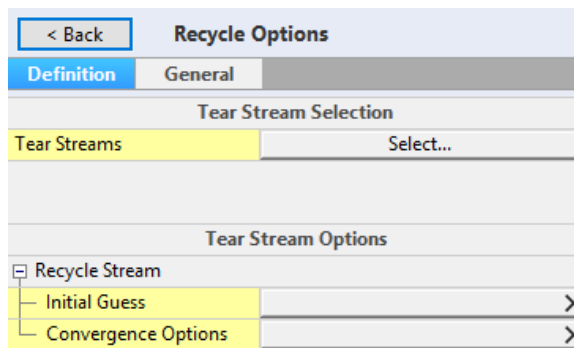 < Back Recycle Options
Definition General
Tear Stream Selection
Tear Streams Select...
Tear Stream Options
Recycle Stream
Initial Guess
Convergence Options